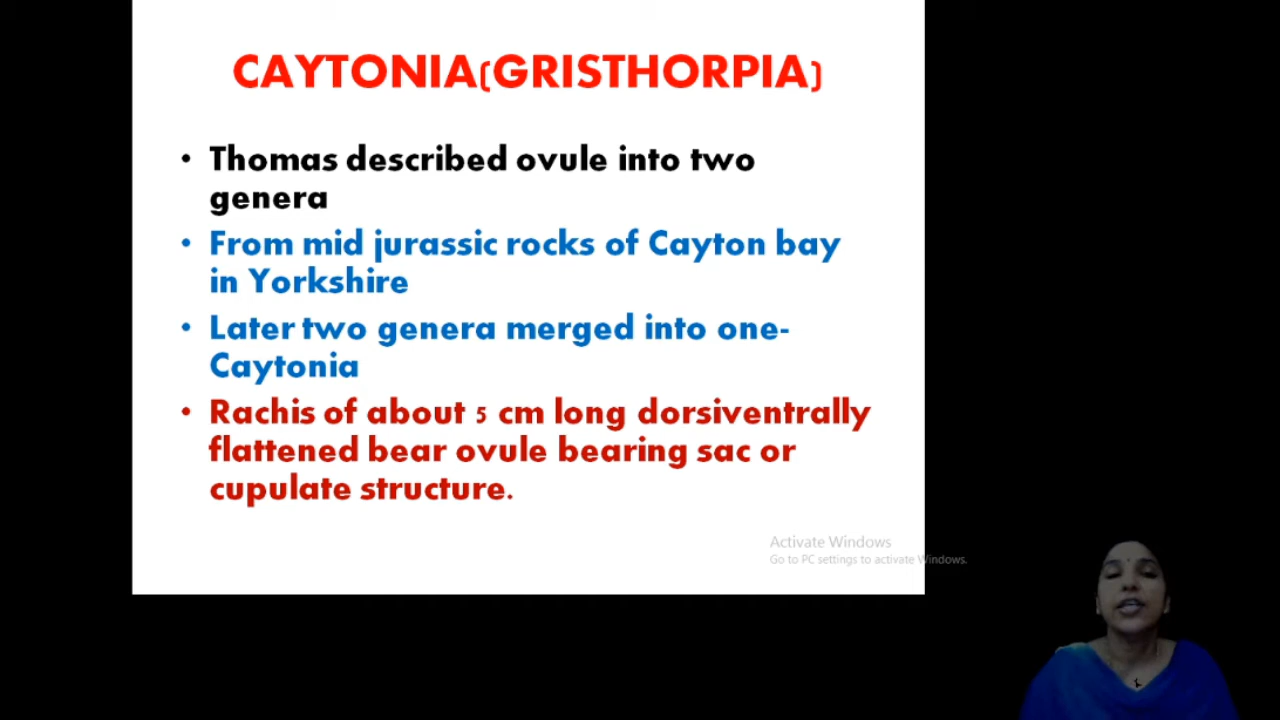 CAYTONIA(GRISTHORPIA)
• Thomas described ovule into two
genera
• From mid jurassic rocks of Cayton bay
in Yorkshire
• Later two genera merged into one-
Caytonia
• Rachis of about 5 cm long dorsiventrally
flattened bear ovule bearing sac or
cupulate structure.
Activate Windows
Go to PC settings to activate Windows.